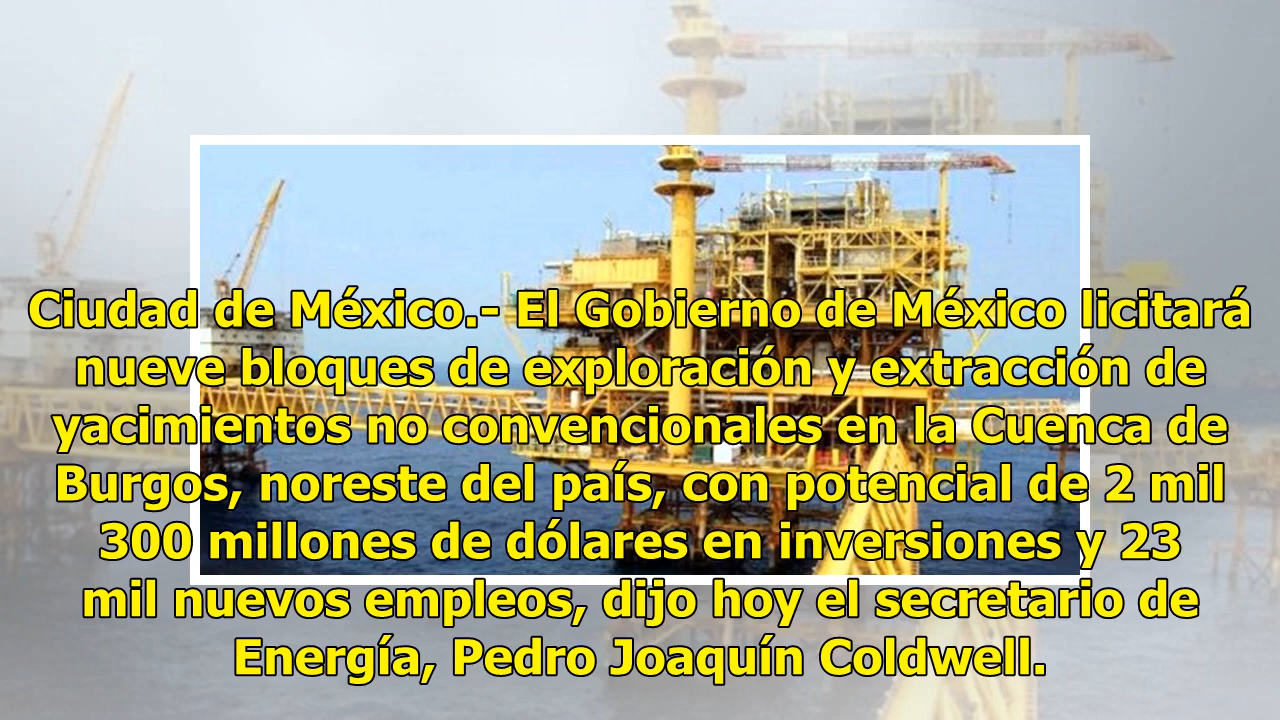 Ciudad de México.- El Gobierno de México licitará
nueve bloques de exploración y extracción de
yacimientos no convencionales en la Cuenca de
Burgos, noreste del país, con potencial de 2 mil
300 millones de dólares en inversiones y 23
mil nuevos empleos, dijo hoy el secretario de
Energía, Pedro Joaquín Coldwell.